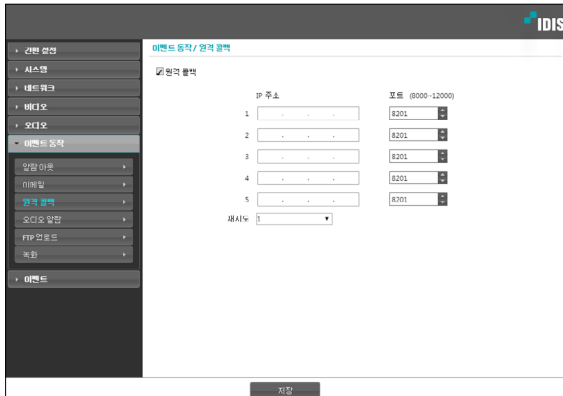 IDIS
간편 설정
시스템
네트워크
비디오
오디오
이벤트 동작
알람 아웃
이메일
원격 콜백
오디오 알람
FTP 업로드
녹화
이벤트
이벤트 동작 / 원격 콜백
원격 콜백
IP 주소 포트 (8000~12000)
1 . . . 8201
2 . . . 8201
3 . . . 8201
4 . . . 8201
5 . . . 8201
재시도 1
저장